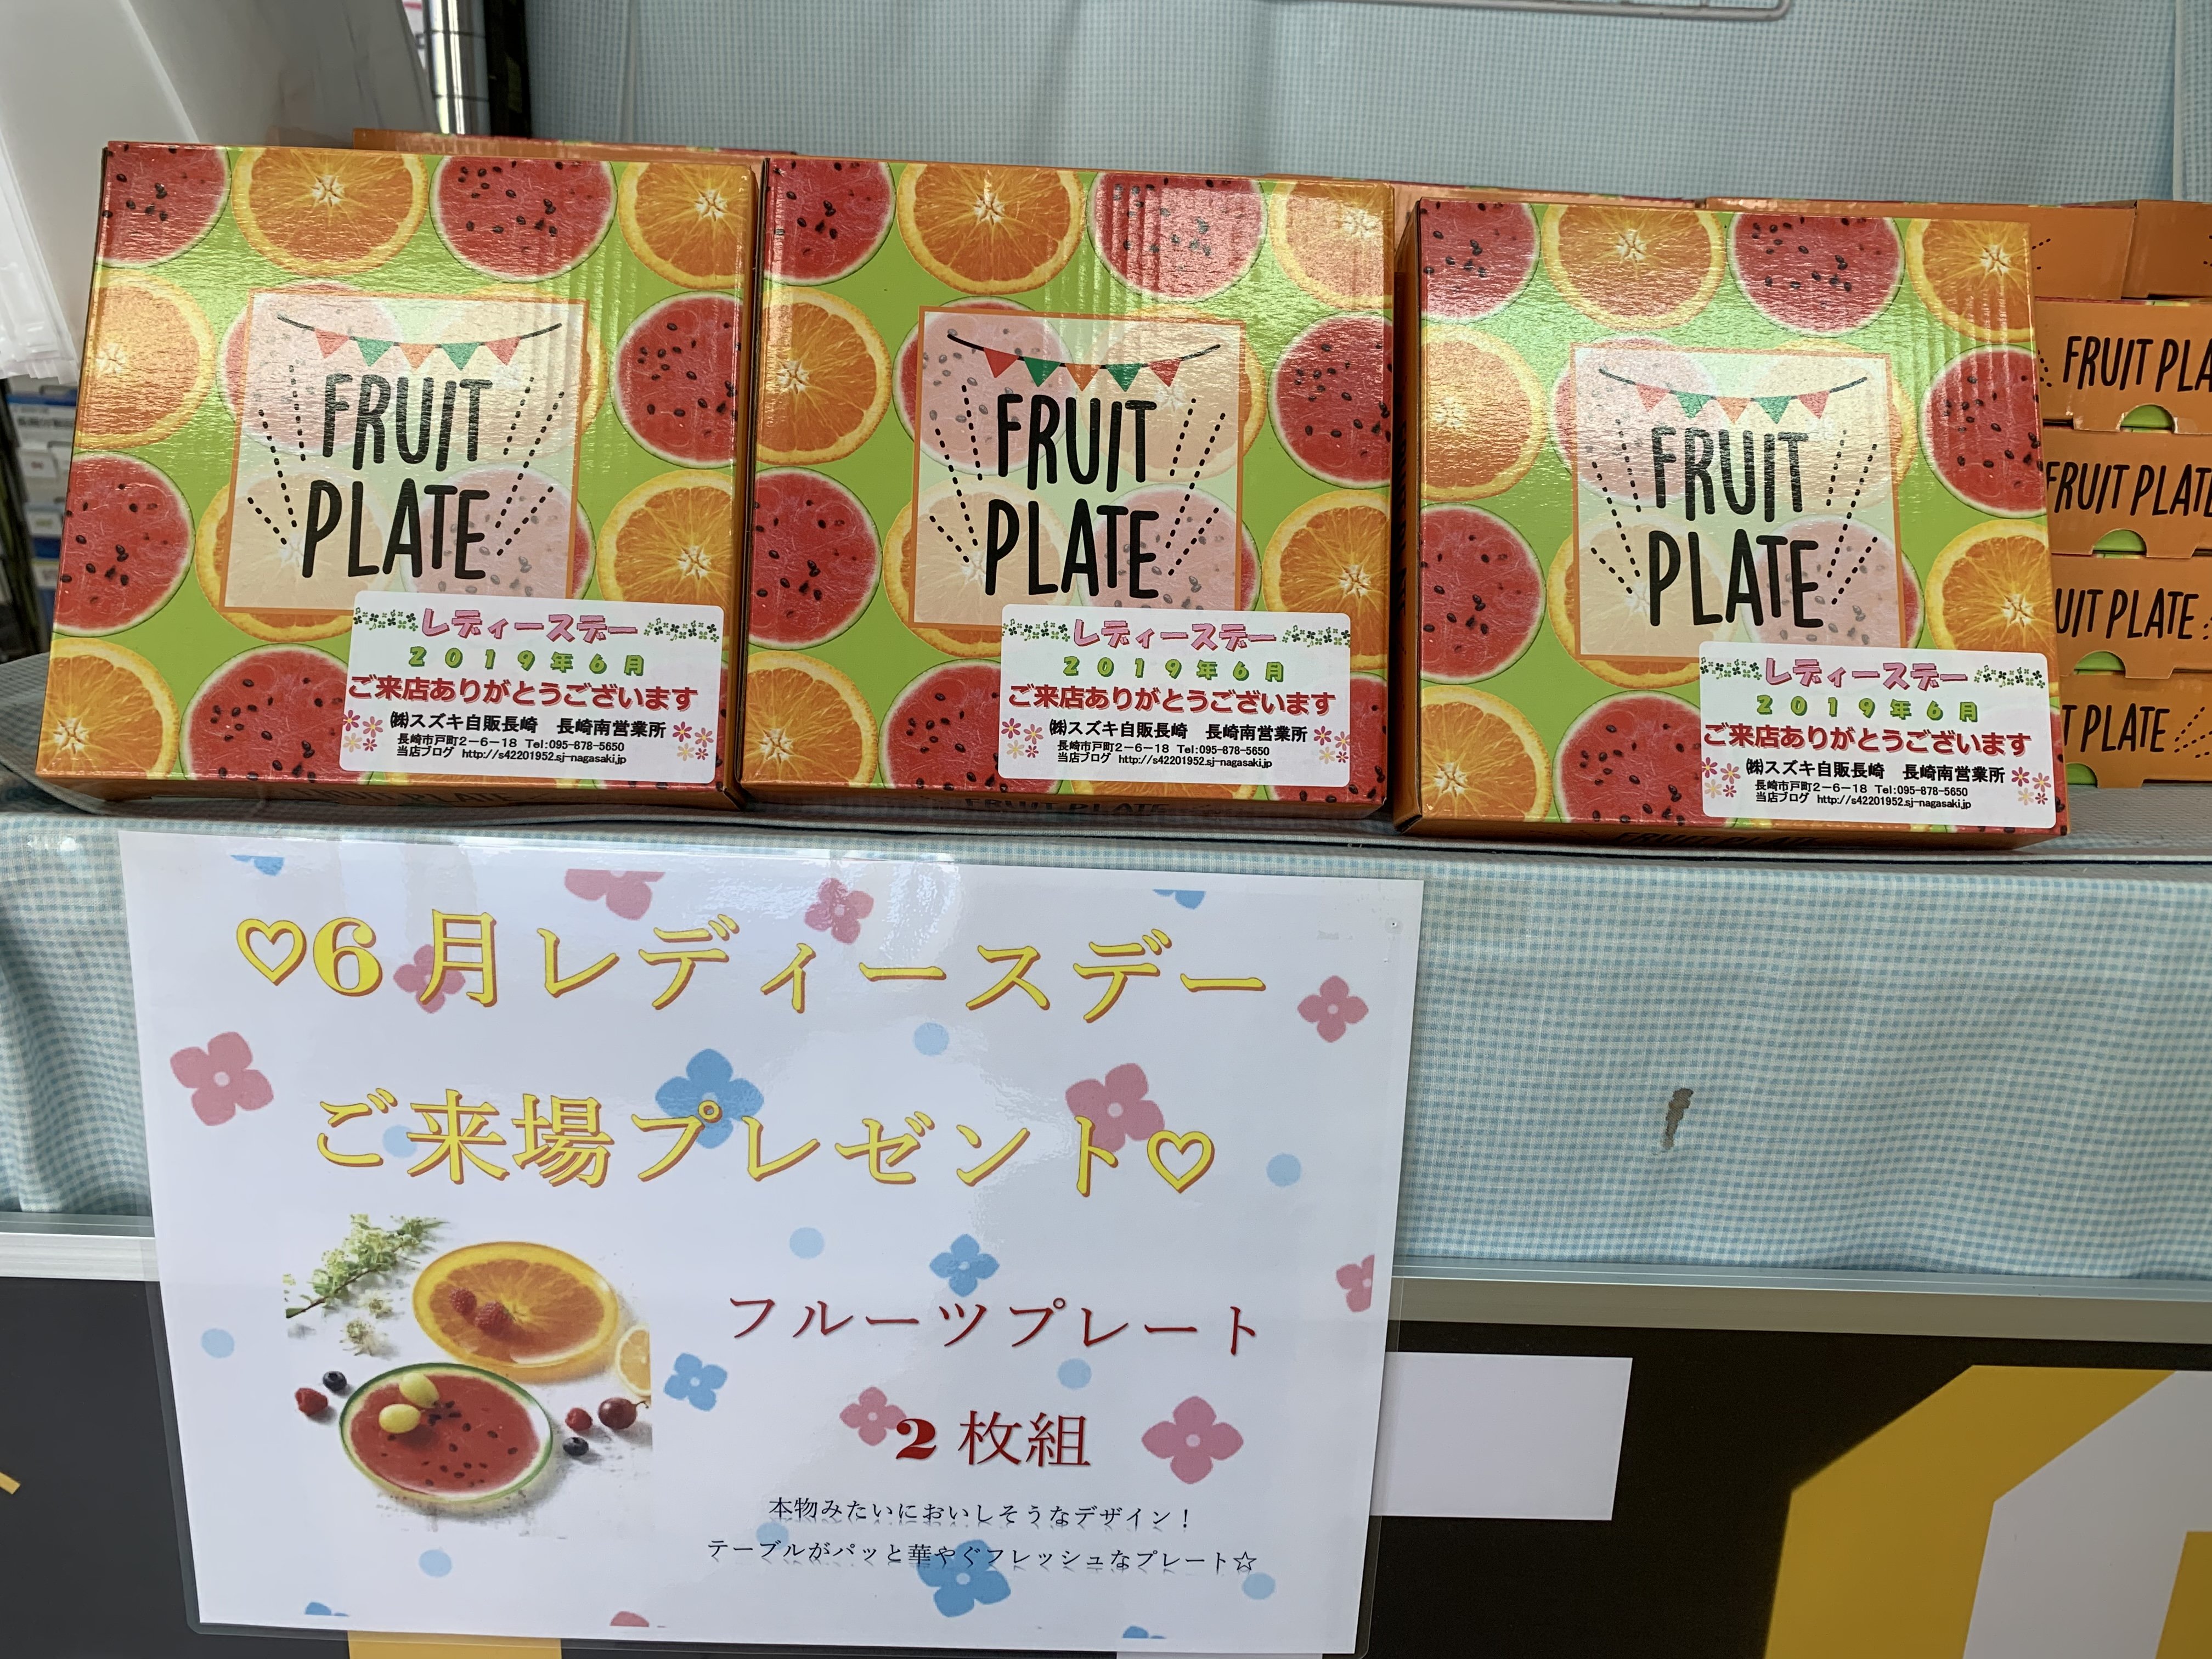 FRUIT
PLATE
レディースデー
2019年6月
ご来店ありがとうございます
㈱スズキ自販長崎 長崎南営業所
長崎市戸町2-6-18 Tel:095-878-5650
当店ブログ http://s42201952.sj-nagasaki.jp
FRUIT
PLATE
レディースデー
2019年6月
ご来店ありがとうございます
㈱スズキ自販長崎 長崎南営業所
長崎市戸町2-6-18 Tel:095-878-5650
当店ブログ http://s42201952.sj-nagasaki.jp
FRUIT
PLATE
レディースデー
2019年6月
ご来店ありがとうございます
㈱スズキ自販長崎 長崎南営業所
長崎市戸町2-6-18 Tel:095-878-5650
当店ブログ http://s42201952.sj-nagasaki.jp
FRUIT PLA
FRUIT PLATE
UIT PLATE
T PLATE
FRUIT PLATE
♡6月レディースデー
ご来場プレゼント♡
フルーツプレート
2枚組
本物みたいにおいしそうなデザイン！
テーブルがパッと華やぐフレッシュなプレート☆